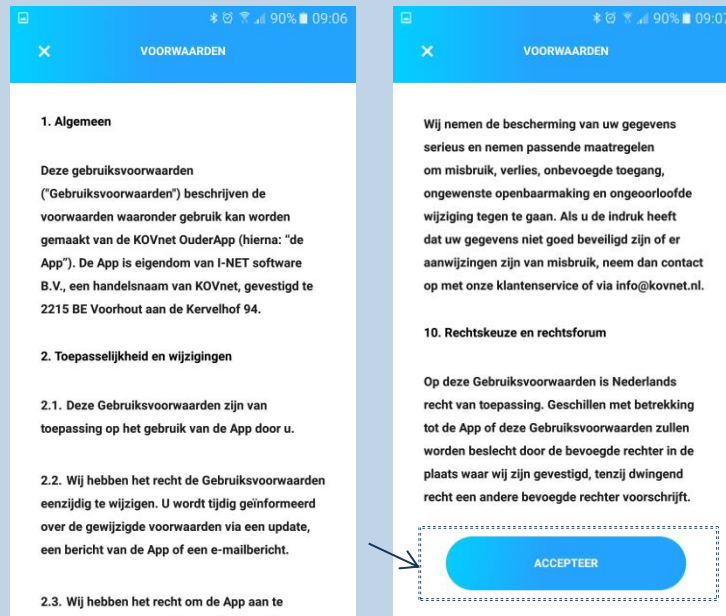 90% 09:06
VOORWAARDEN
1. Algemeen
Deze gebruiksvoorwaarden
("Gebruiksvoorwaarden") beschrijven de
voorwaarden waaronder gebruik kan worden
gemaakt van de KOVnet OuderApp (hierna: “de
App”). De App is eigendom van I-NET software
B.V., een handelsnaam van KOVnet, gevestigd te
2215 BE Voorhout aan de Kervelhof 94.
2. Toepasselijkheid en wijzigingen
2.1. Deze Gebruiksvoorwaarden zijn van
toepassing op het gebruik van de App door u.
2.2. Wij hebben het recht de Gebruiksvoorwaarden
eenzijdig te wijzigen. U wordt tijdig geïnformeerd
over de gewijzigde voorwaarden via een update,
een bericht van de App of een e-mailbericht.
2.3. Wij hebben het recht om de App aan te
90% 09:07
VOORWAARDEN
Wij nemen de bescherming van uw gegevens
serieus en nemen passende maatregelen
om misbruik, verlies, onbevoegde toegang,
ongewenste openbaarmaking en ongeoorloofde
wijziging tegen te gaan. Als u de indruk heeft
dat uw gegevens niet goed beveiligd zijn of er
aanwijzingen zijn van misbruik, neem dan contact
op met onze klantenservice of via info@kovnet.nl.
10. Rechtskeuze en rechtsforum
Op deze Gebruiksvoorwaarden is Nederlands
recht van toepassing. Geschillen met betrekking
tot de App of deze Gebruiksvoorwaarden zullen
worden beslecht door de bevoegde rechter in de
plaats waar wij zijn gevestigd, tenzij dwingend
recht een andere bevoegde rechter voorschrijft.
ACCEPTEER